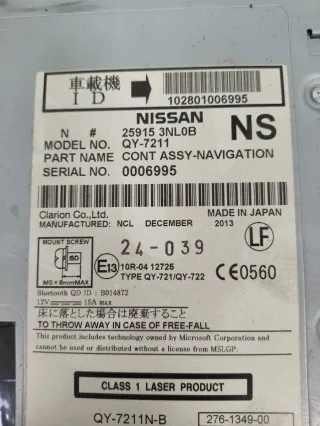 車載機
ID
102801006995
NISSAN
NS
N # 25915 3NL0B
MODEL NO. QY-7211
PART NAME CONT ASSY-NAVIGATION
SERIAL NO. 0006995
Clarion Co.,Ltd. MADE IN JAPAN
MANUFACTURED: NCL DECEMBER 2013
MOUNT SCREW
ISO
M5×8mmMAX
24-039
LF
E13 10R-04 12725
TYPE QY-721/QY-722
CE0560
Bluetooth QD ID : B014872
12V 15A max
床に落とした場合は廃棄すること
TO THROW AWAY IN CASE OF FREE-FALL
This product includes technology owned by Microsoft Corporation and
cannot be used or distributed without a license from MSLGP.
CLASS 1 LASER PRODUCT
QY-7211N-B
276-1349-00